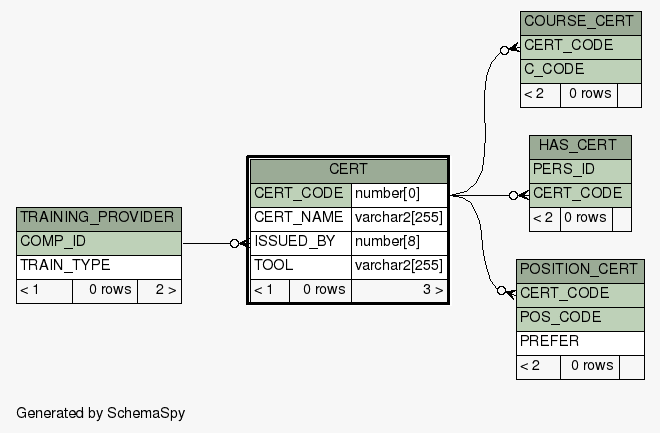 COURSE_CERT
CERT_CODE
C_CODE
< 2 0 rows
HAS_CERT
PERS_ID
CERT_CODE
< 2 0 rows
CERT
CERT_CODE number[0]
CERT_NAME varchar2[255]
ISSUED_BY number[8]
TOOL varchar2[255]
< 1 0 rows 3 >
TRAINING_PROVIDER
COMP_ID
TRAIN_TYPE
< 1 0 rows 2 >
POSITION_CERT
CERT_CODE
POS_CODE
PREFER
< 2 0 rows
Generated by SchemaSpy